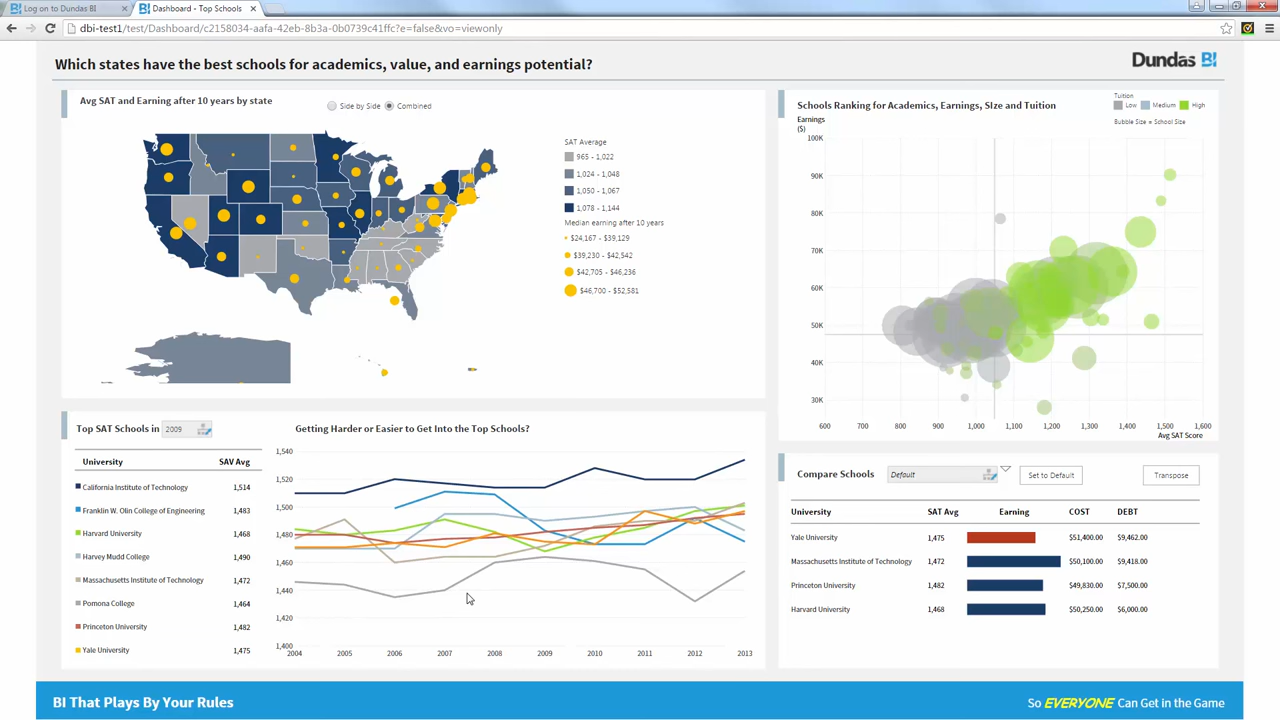 Log on to Dundas BI
Dashboard - Top Schools
dbi-test1/test/Dashboard/c2158034-aafa-42eb-8b3a-0b0739c41ffc?e=false&vo=viewonly
Which states have the best schools for academics, value, and earnings potential?
Dundas BI
Avg SAT and Earning after 10 years by state
Side by Side
Combined
SAT Average
965 - 1,022
1,024 - 1,048
1,050 - 1,067
1,078 - 1,144
Median earning after 10 years
$24,167 - $39,129
$39,230 - $42,542
$42,705 - $46,236
$46,700 - $52,581
Schools Ranking for Academics, Earnings, SIze and Tuition
Tuition
Low Medium High
Bubble Size = School Size
Earnings
($)
100K
90K
80K
70K
60K
50K
40K
30K
600 700 800 900 1,000 1,100 1,200 1,300 1,400 1,500 1,600
Avg SAT Score
Top SAT Schools in 2009
University SAV Avg
California Institute of Technology 1,514
Franklin W. Olin College of Engineering 1,483
Harvard University 1,468
Harvey Mudd College 1,490
Massachusetts Institute of Technology 1,472
Pomona College 1,464
Princeton University 1,482
Yale University 1,475
Getting Harder or Easier to Get Into the Top Schools?
1,540
1,520
1,500
1,480
1,460
1,440
1,420
1,400
2004 2005 2006 2007 2008 2009 2010 2011 2012 2013
Compare Schools
Default
Set to Default
Transpose
University SAT Avg Earning COST DEBT
Yale University 1,475 $51,400.00 $9,462.00
Massachusetts Institute of Technology 1,472 $50,100.00 $9,418.00
Princeton University 1,482 $49,830.00 $7,500.00
Harvard University 1,468 $50,250.00 $6,000.00
BI That Plays By Your Rules
So EVERYONE Can Get in the Game